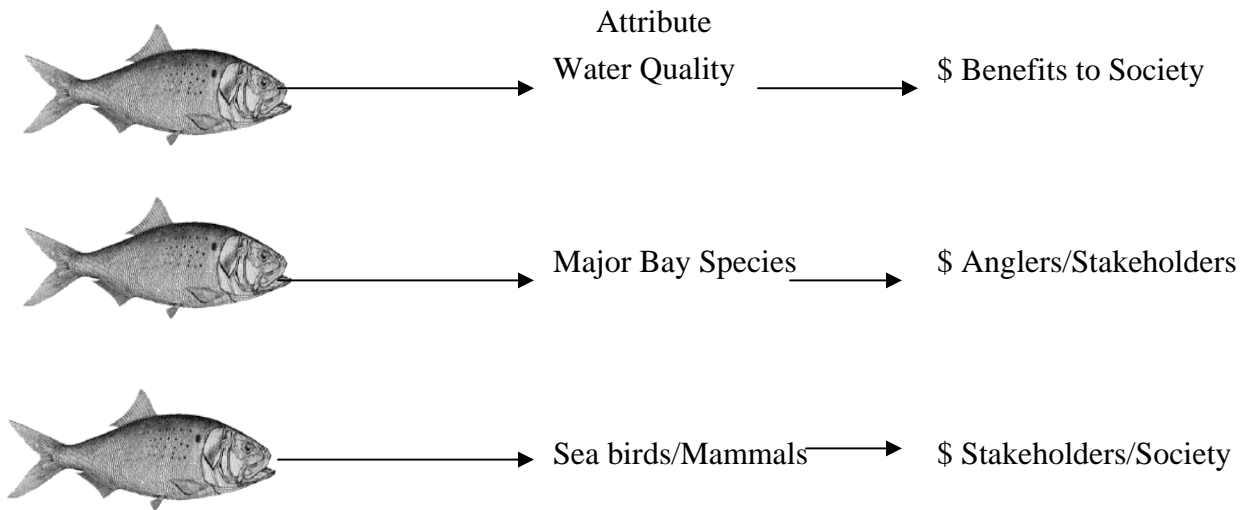 Attribute
Water Quality
$ Benefits to Society
Major Bay Species
$ Anglers/Stakeholders
Sea birds/Mammals
$ Stakeholders/Society